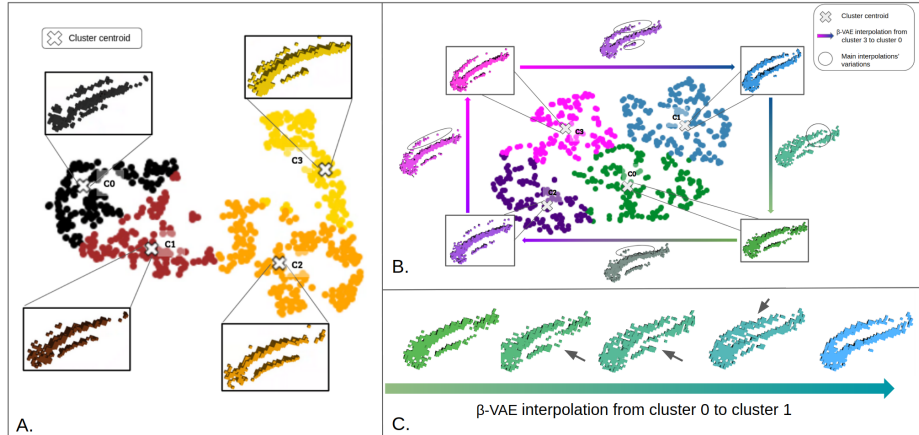 Cluster centroid
C0
C1
C2
C3
A.
Cluster centroid
β-VAE interpolation from
cluster 3 to cluster 0
Main interpolations'
variations
C1
C3
C0
C2
B.
β-VAE interpolation from cluster 0 to cluster 1
C.